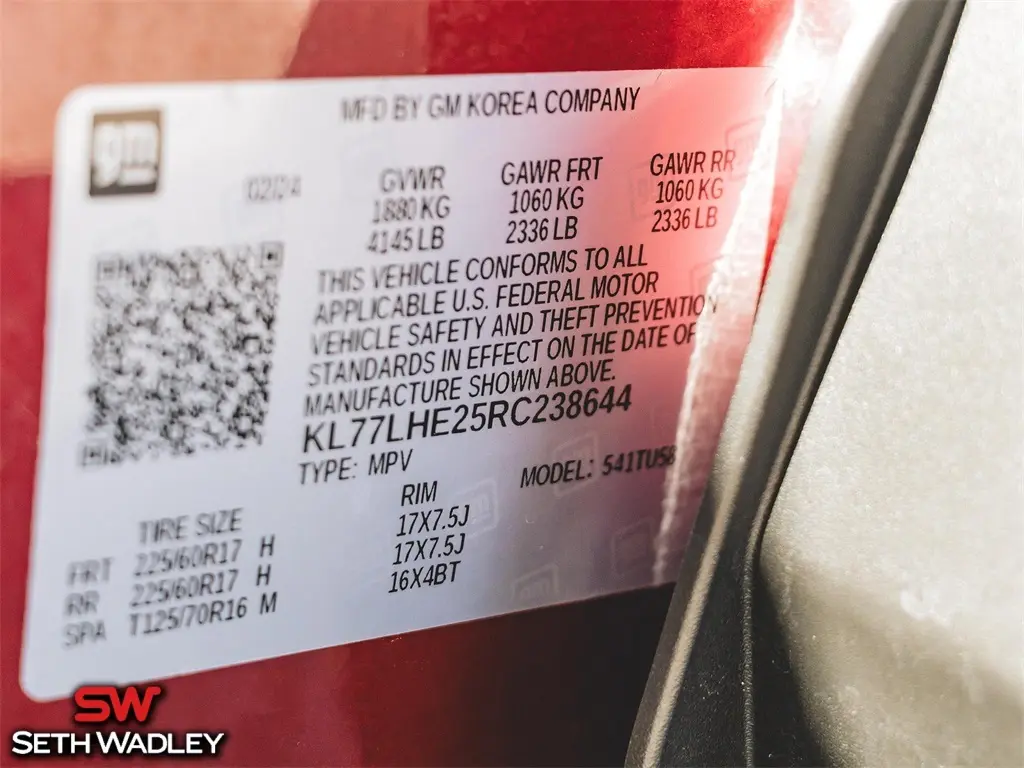 MFD BY GM KOREA COMPANY
gm
02/24
GVWR GAWR FRT GAWR RR
1880 KG 1060 KG 1060 KG
4145 LB 2336 LB 2336 LB
THIS VEHICLE CONFORMS TO ALL
APPLICABLE U.S. FEDERAL MOTOR
VEHICLE SAFETY AND THEFT PREVENTION
STANDARDS IN EFFECT ON THE DATE OF
MANUFACTURE SHOWN ABOVE.
KL77LHE25RC238644
TYPE: MPV MODEL:
TIRE SIZE RIM
FRT 225/60R17 H 17X7.5J
RR 225/60R17 H 17X7.5J
SPA T125/70R16 M 16X4BT
SW
SETH WADLEY